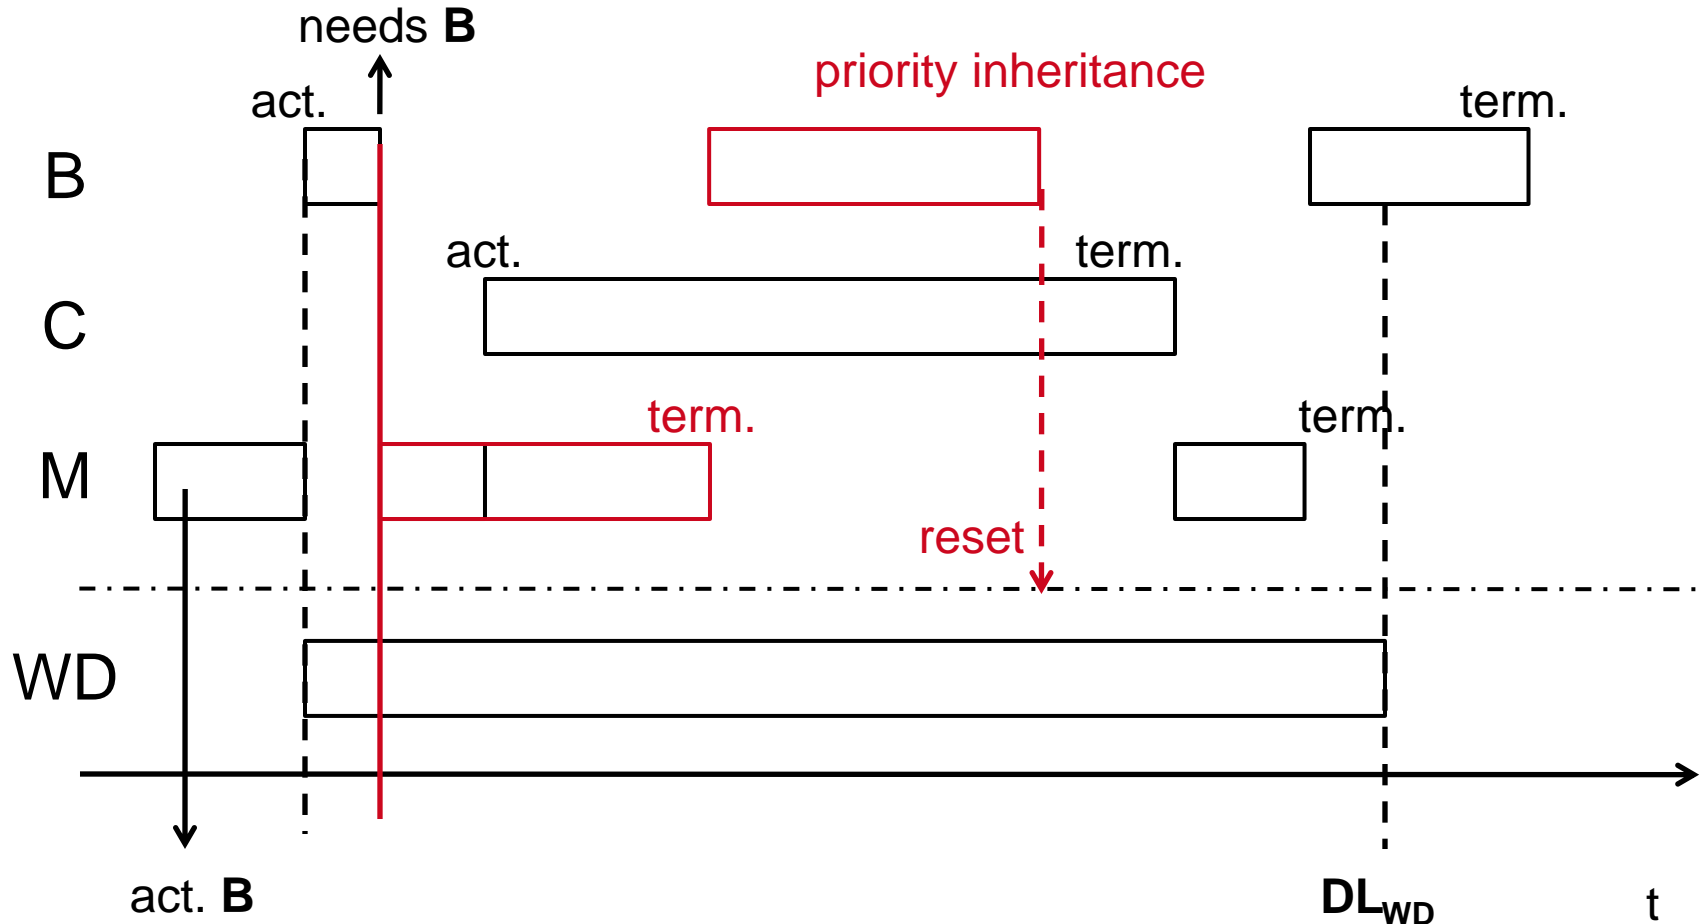 needs B
priority inheritance
act.
term.
B
act.
term.
C
term.
term.
M
reset
WD
act. B
DLWD
t